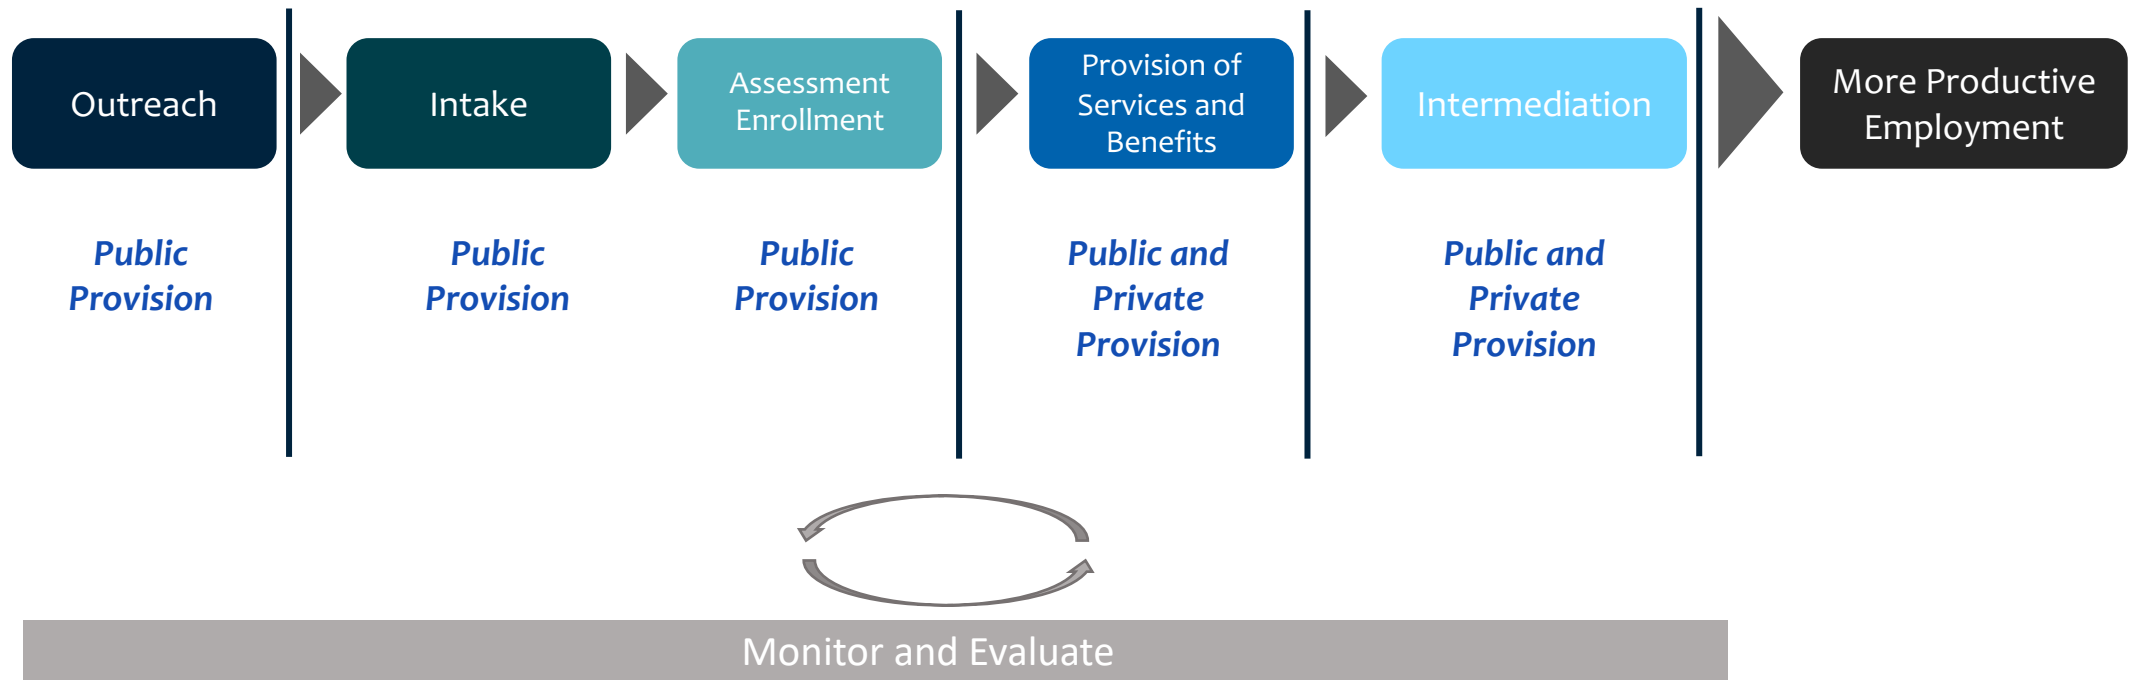 Outreach
Intake
Assessment
Enrollment
Provision of
Services and
Benefits
Intermediation
More Productive
Employment
Public
Provision
Public
Provision
Public
Provision
Public and
Private
Provision
Public and
Private
Provision
Monitor and Evaluate